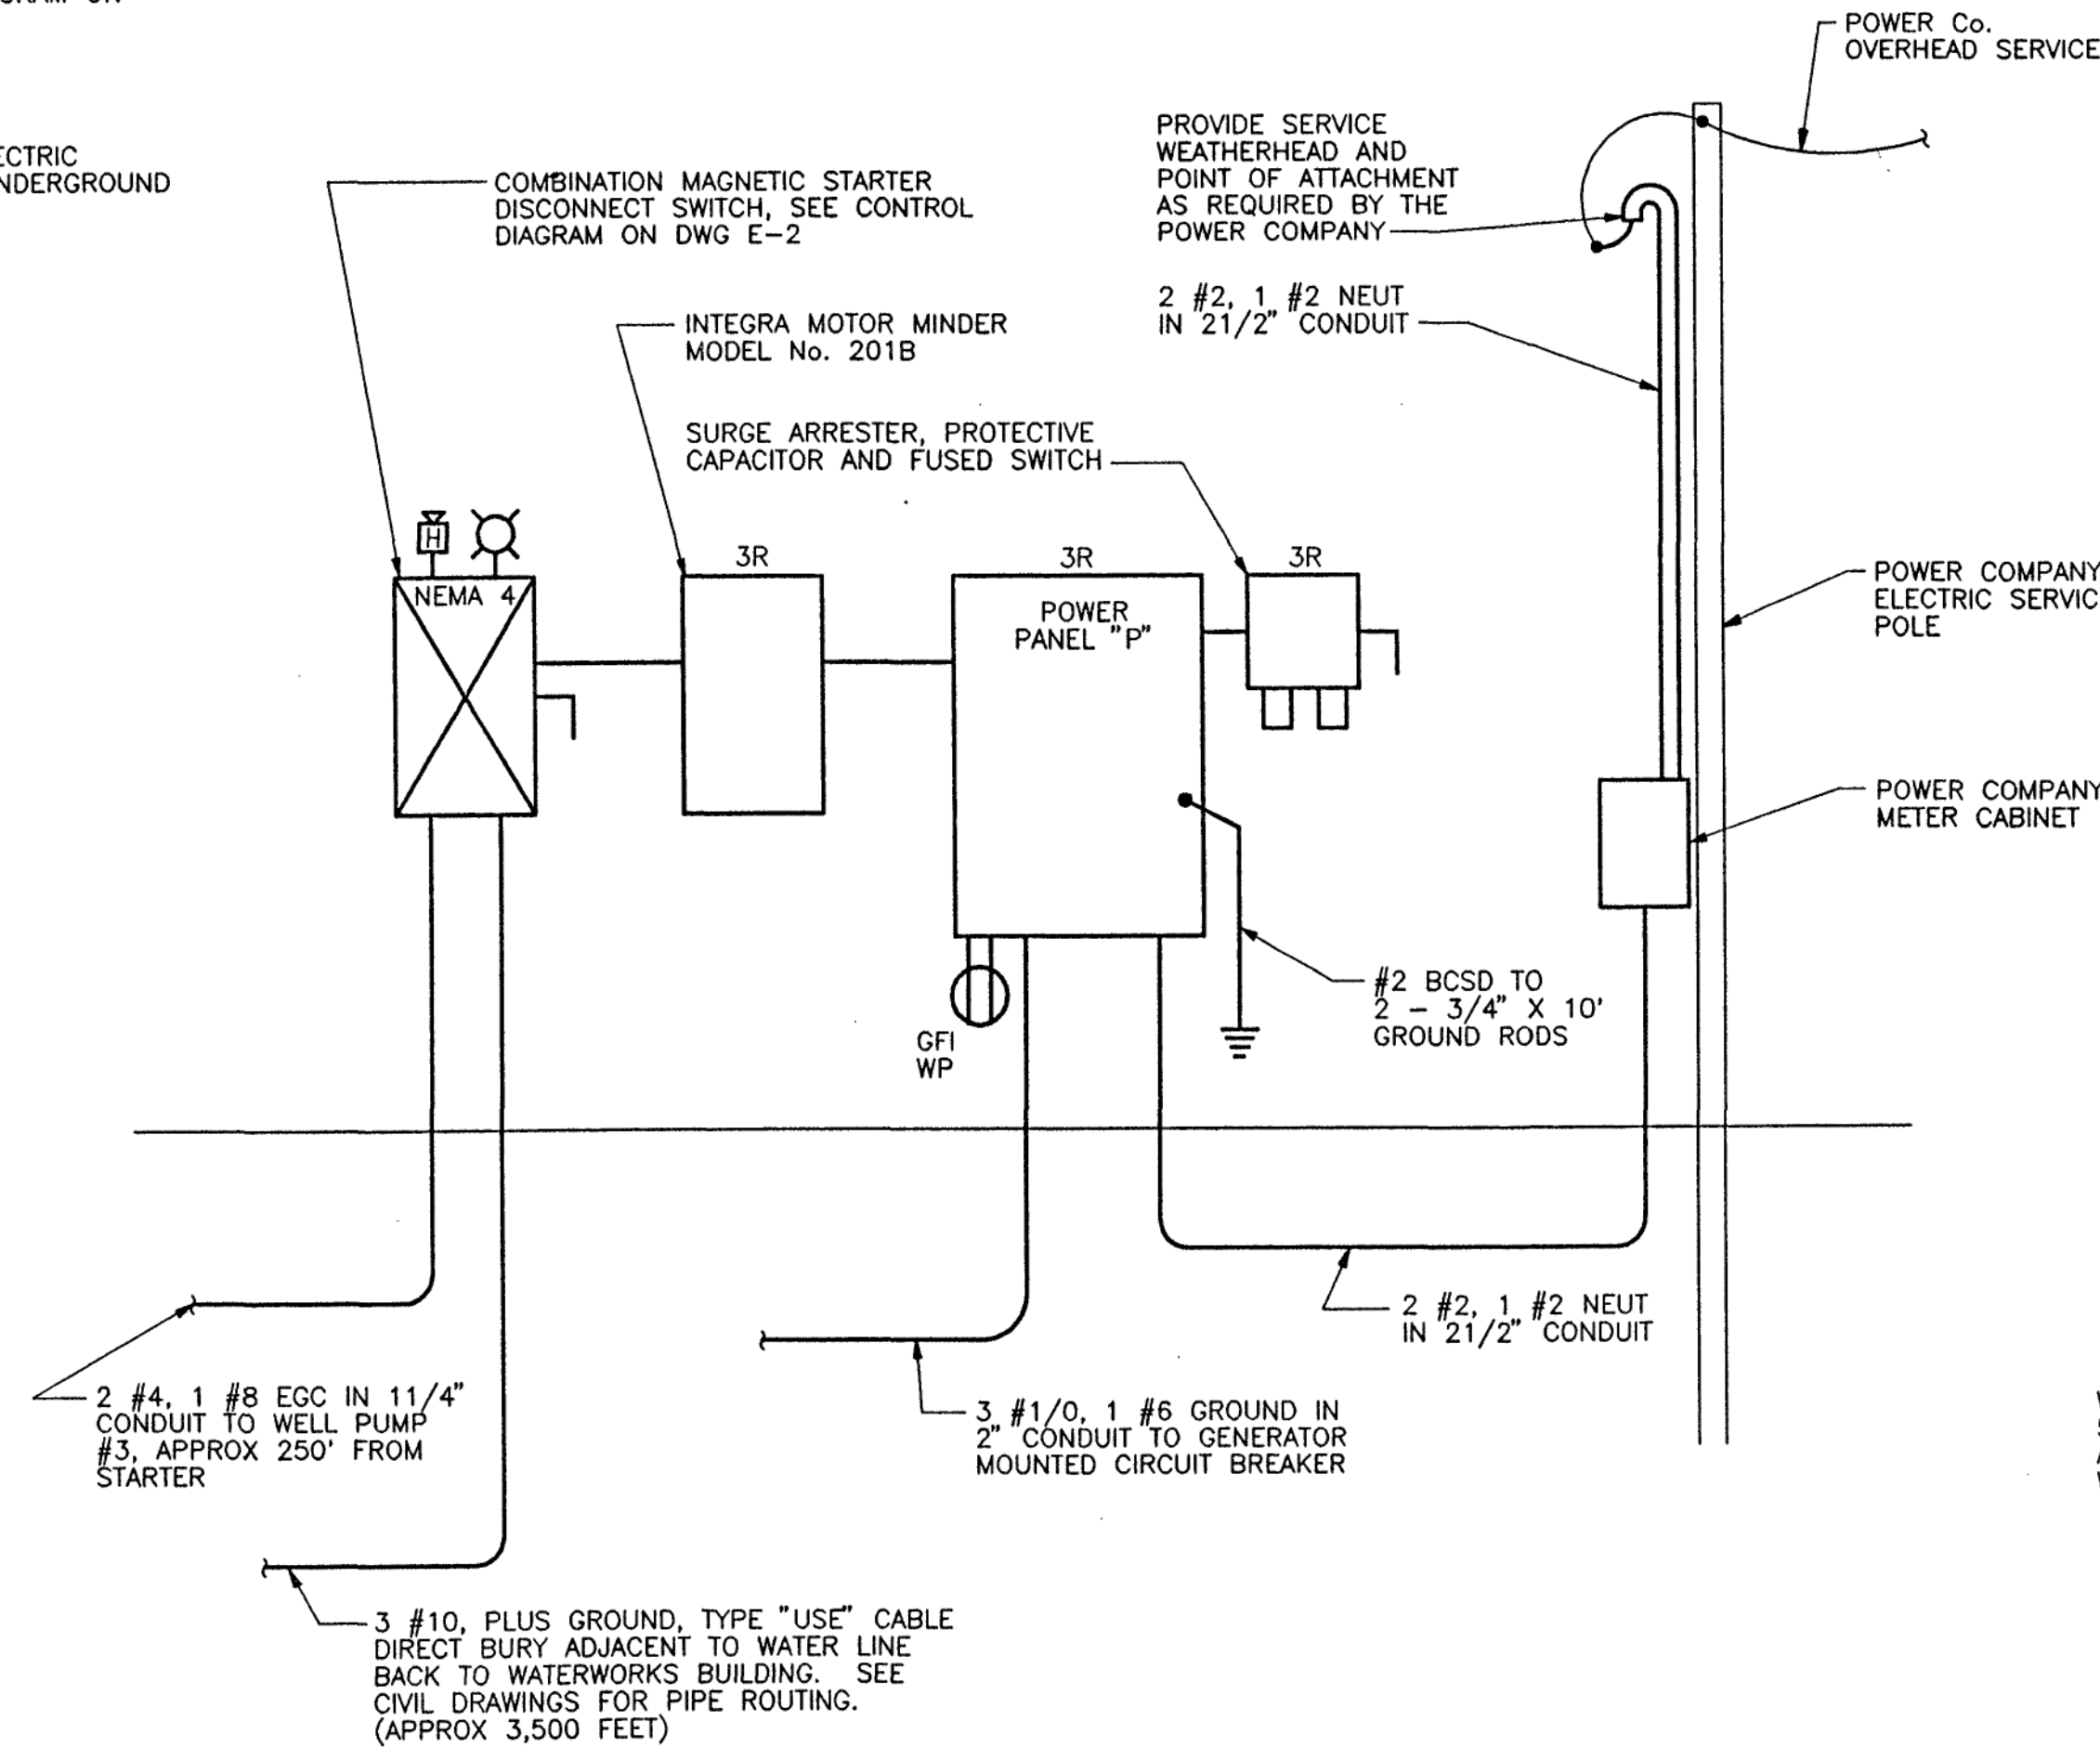 POWER Co.
OVERHEAD SERVICE
ECTRIC
NDERGROUND
COMBINATION MAGNETIC STARTER
DISCONNECT SWITCH, SEE CONTROL
DIAGRAM ON DWG E-2
PROVIDE SERVICE
WEATHERHEAD AND
POINT OF ATTACHMENT
AS REQUIRED BY THE
POWER COMPANY
2 #2, 1 #2 NEUT
IN 21/2" CONDUIT
INTEGRA MOTOR MINDER
MODEL No. 201B
SURGE ARRESTER, PROTECTIVE
CAPACITOR AND FUSED SWITCH
H
NEMA 4
3R
3R
POWER
PANEL "P"
3R
POWER COMPANY
ELECTRIC SERVIC
POLE
POWER COMPANY
METER CABINET
#2 BCSD TO
2 - 3/4" X 10'
GROUND RODS
GFI
WP
2 #2, 1 #2 NEUT
IN 21/2" CONDUIT
2 #4, 1 #8 EGC IN 11/4"
CONDUIT TO WELL PUMP
#3, APPROX 250' FROM
STARTER
3 #1/0, 1 #6 GROUND IN
2" CONDUIT TO GENERATOR
MOUNTED CIRCUIT BREAKER
3 #10, PLUS GROUND, TYPE "USE" CABLE
DIRECT BURY ADJACENT TO WATER LINE
BACK TO WATERWORKS BUILDING. SEE
CIVIL DRAWINGS FOR PIPE ROUTING.
(APPROX 3,500 FEET)